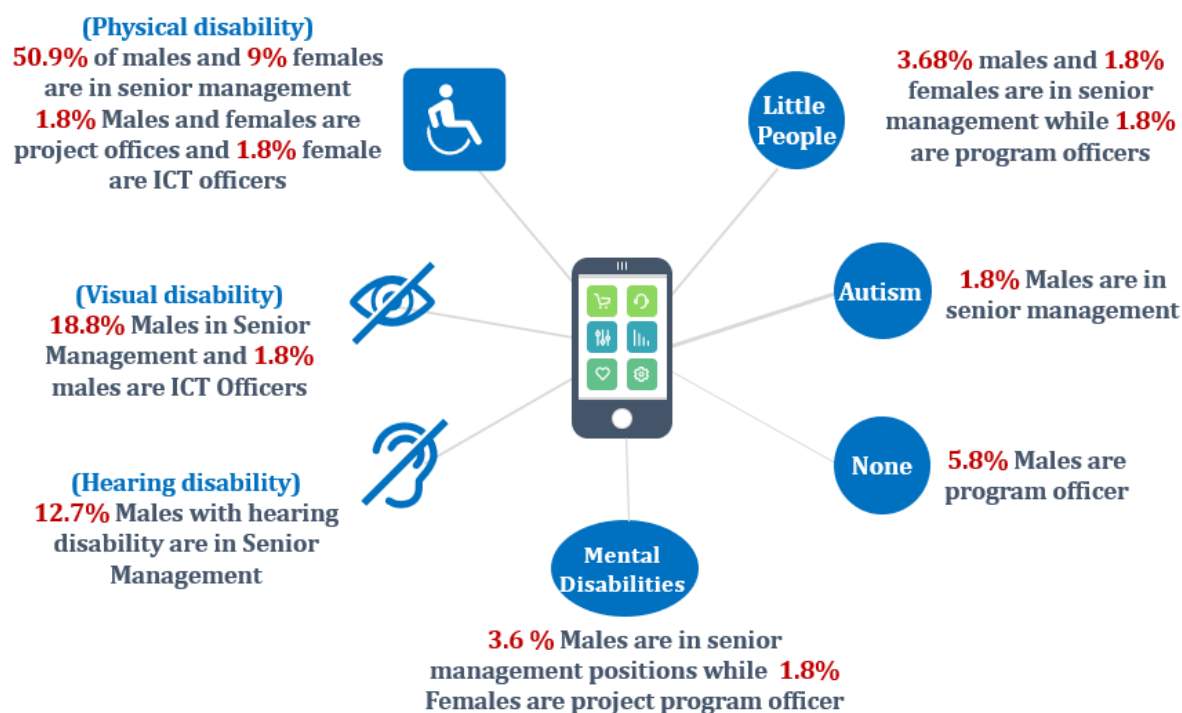 (Physical disability)
50.9% of males and 9% females
are in senior management
1.8% Males and females are
project offices and 1.8% female
are ICT officers
Little
People
3.68% males and 1.8%
females are in senior
management while 1.8%
are program officers
(Visual disability)
18.8% Males in Senior
Management and 1.8%
males are ICT Officers
Autism
1.8% Males are in
senior management
(Hearing disability)
12.7% Males with hearing
disability are in Senior
Management
None
5.8% Males are
program officer
Mental
Disabilities
3.6 % Males are in senior
management positions while 1.8%
Females are project program officer